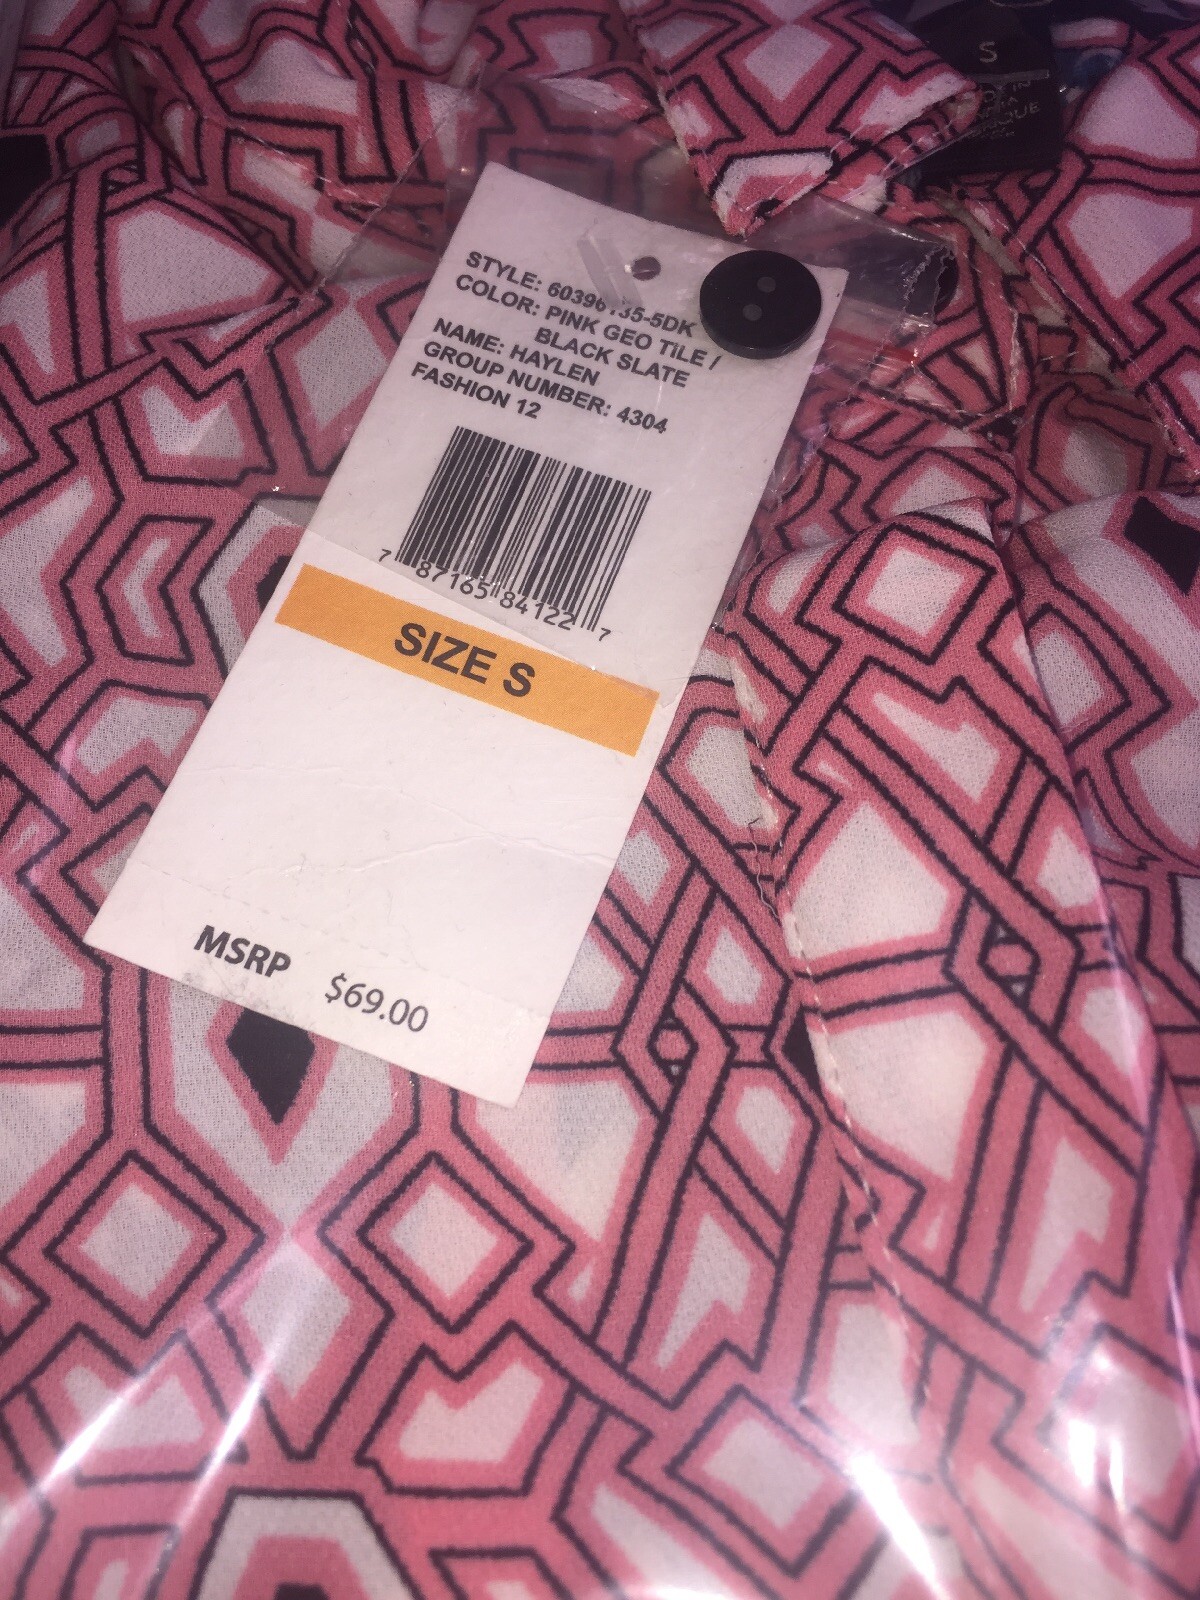 S
STYLE: 60396135-5DK
COLOR: PINK GEO TILE /
BLACK SLATE
NAME: HAYLEN
GROUP NUMBER: 4304
FASHION 12
7 87165 84122 7
SIZE S
MSRP $69.00